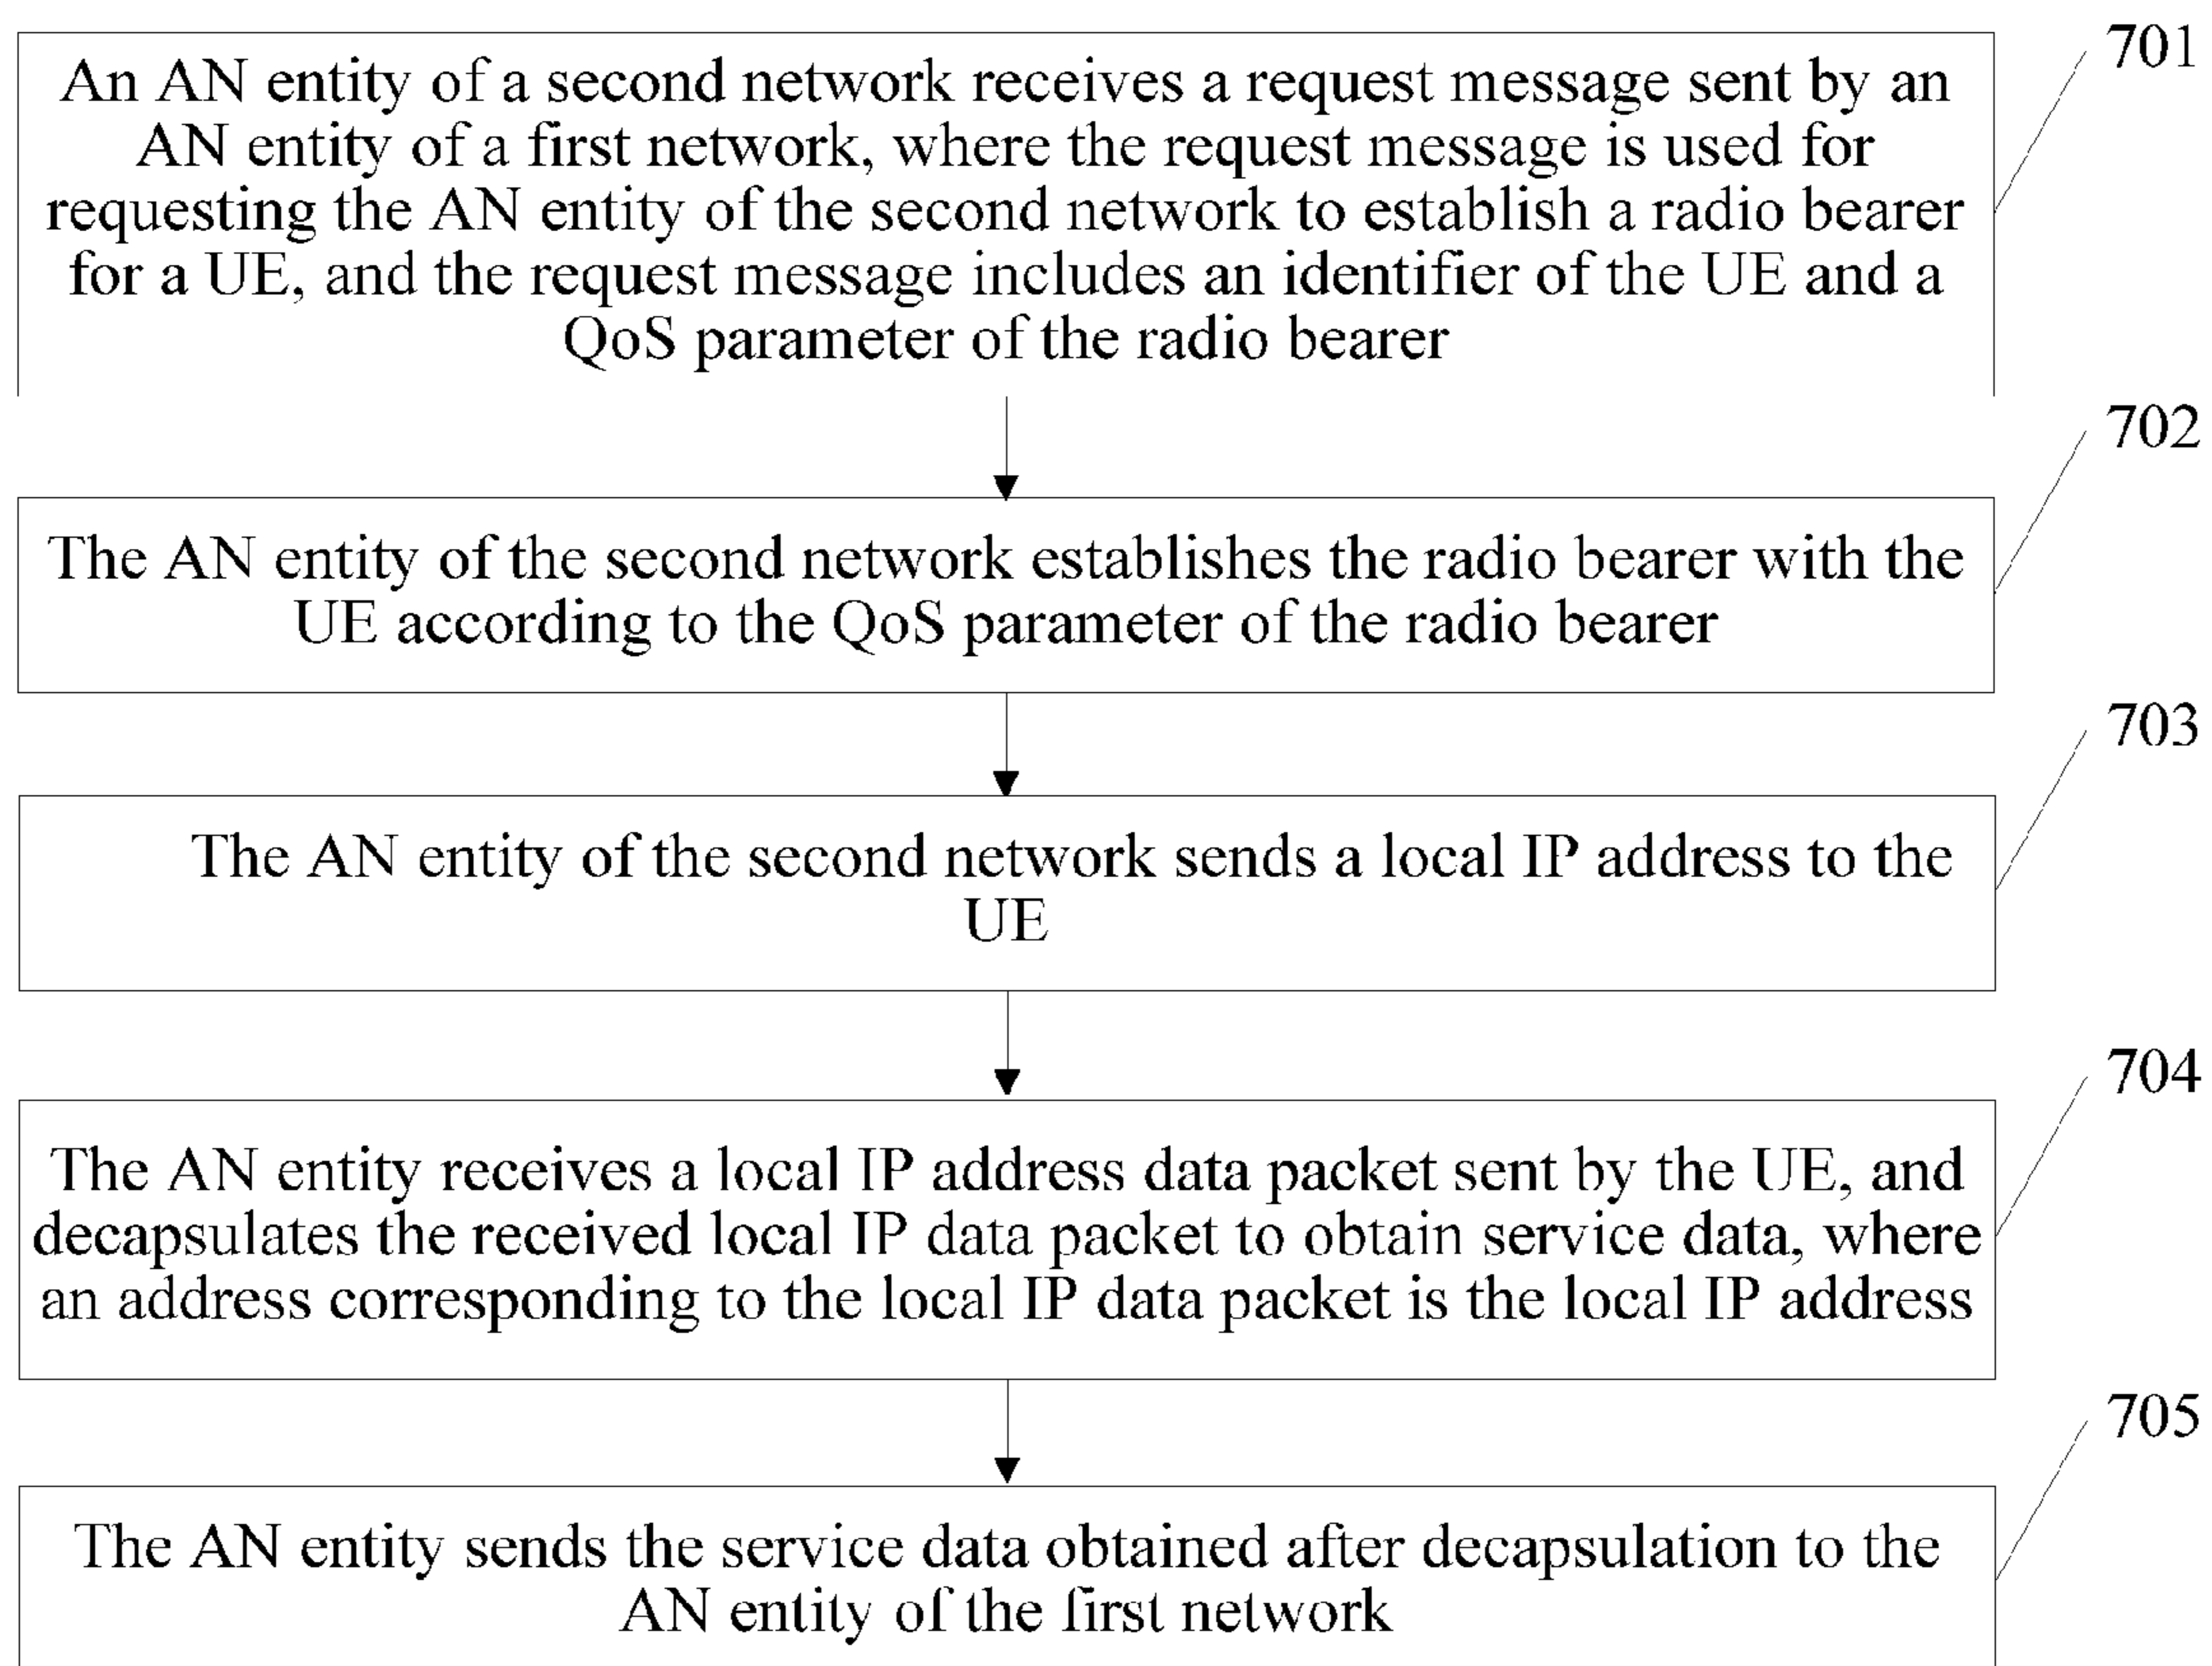 701
An AN entity of a second network receives a request message sent by an
AN entity of a first network, where the request message is used for
requesting the AN entity of the second network to establish a radio bearer
for a UE, and the request message includes an identifier of the UE and a
QoS parameter of the radio bearer
702
The AN entity of the second network establishes the radio bearer with the
UE according to the QoS parameter of the radio bearer
703
The AN entity of the second network sends a local IP address to the
UE
704
The AN entity receives a local IP address data packet sent by the UE, and
decapsulates the received local IP data packet to obtain service data, where
an address corresponding to the local IP data packet is the local IP address
705
The AN entity sends the service data obtained after decapsulation to the
AN entity of the first network